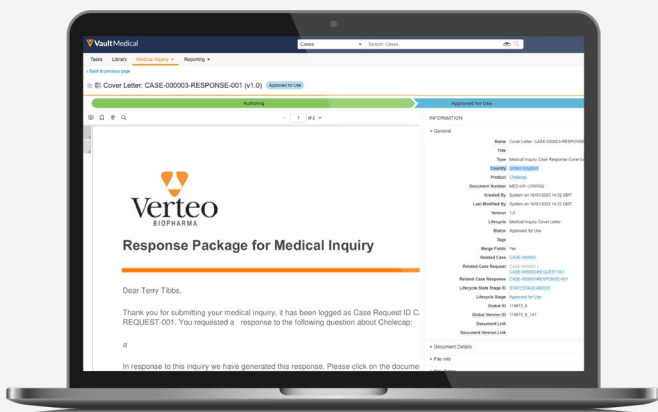 VaultMedical
Cases
Search Cases
Tasks Library Medical Inquiry Reporting
Back to previous page
Cover Letter: CASE-000003-RESPONSE-001 (v1.0) Approved for Use
Authoring
Approved for Use
1 of 2
INFORMATION
General
Name Cover Letter: CASE-000003-RESPONSE
Title
Type Medical Inquiry Case Response Cover Le
Country United Kingdom
Product Cholecap
Document Number
Created By System on 16/01/2023 14:32 GMT
Last Modified By System on 16/01/2023 14:32 GMT
Version 1.0
Lifecycle Medical Inquiry Cover Letter
Status Approved for Use
Tags
Merge Fields Yes
Related Case CASE-000003
Related Case Request
CASE-000003-REQUEST-001
Related Case Response CASE-000003-RESPONSE-001
Lifecycle State Stage ID
Lifecycle Stage Approved for Use
Global ID
Global Version ID
Document Link
Document Version Link
Document Details
File Info
Verteo
BIOPHARMA
Response Package for Medical Inquiry
Dear Terry Tibbs,
Thank you for submitting your medical inquiry, it has been logged as Case Request ID CA
REQUEST-001. You requested a response to the following question about Cholecap:
a
In response to this inquiry we have generated this response. Please click on the docume